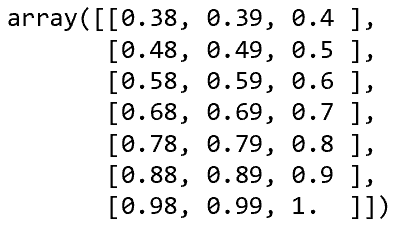 array([[0.38, 0.39, 0.4 ],
       [0.48, 0.49, 0.5 ],
       [0.58, 0.59, 0.6 ],
       [0.68, 0.69, 0.7 ],
       [0.78, 0.79, 0.8 ],
       [0.88, 0.89, 0.9 ],
       [0.98, 0.99, 1.  ]])